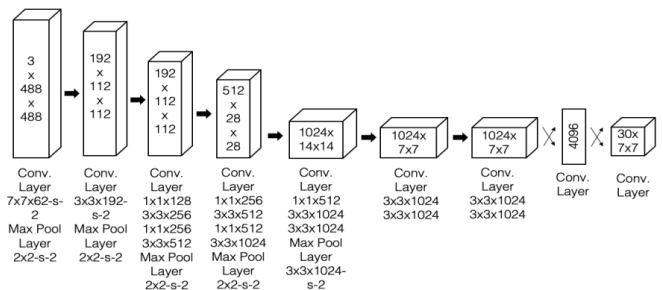 3
x
488
x
488
192
x
112
x
112
192
x
112
x
112
512
x
28
x
28
1024x
14x14
1024x
7x7
1024x
7x7
4096
30x
7x7
Conv.
Layer
7x7x62-s-
2
Max Pool
Layer
2x2-s-2
Conv.
Layer
3x3x192-
s-2
Max Pool
Layer
2x2-s-2
Conv.
Layer
1x1x128
3x3x256
1x1x256
3x3x512
Max Pool
Layer
2x2-s-2
Conv.
Layer
1x1x256
3x3x512
1x1x512
3x3x1024
Max Pool
Layer
2x2-s-2
Conv.
Layer
1x1x512
3x3x1024
3x3x1024
Max Pool
Layer
3x3x1024-
s-2
Conv.
Layer
3x3x1024
3x3x1024
Conv.
Layer
3x3x1024
3x3x1024
Conv.
Layer
Conv.
Layer